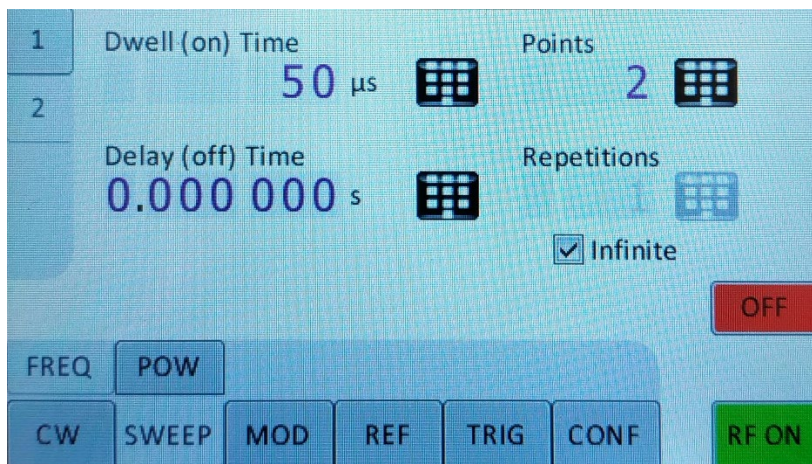 1
Dwell (on) Time
Points
50 µs
2
2
Delay (off) Time
Repetitions
0.000 000 s
1
Infinite
OFF
FREQ
POW
CW
SWEEP
MOD
REF
TRIG
CONF
RF ON